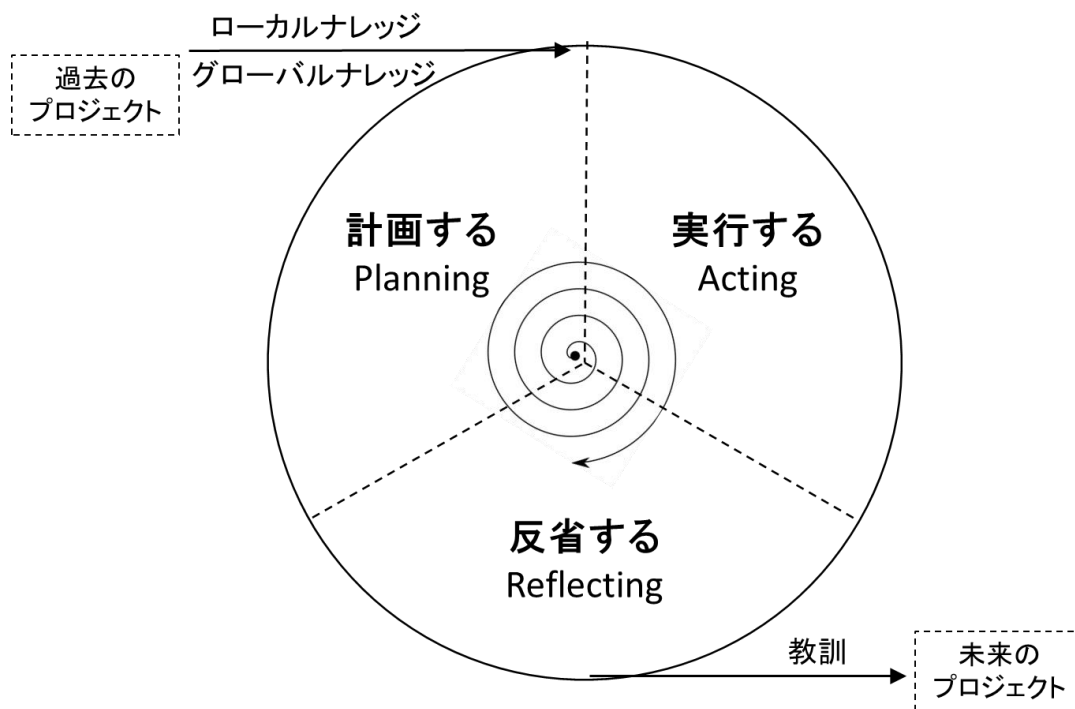 ローカルナレッジ
過去の
プロジェクト
グローバルナレッジ
計画する
Planning
実行する
Acting
反省する
Reflecting
教訓
未来の
プロジェクト